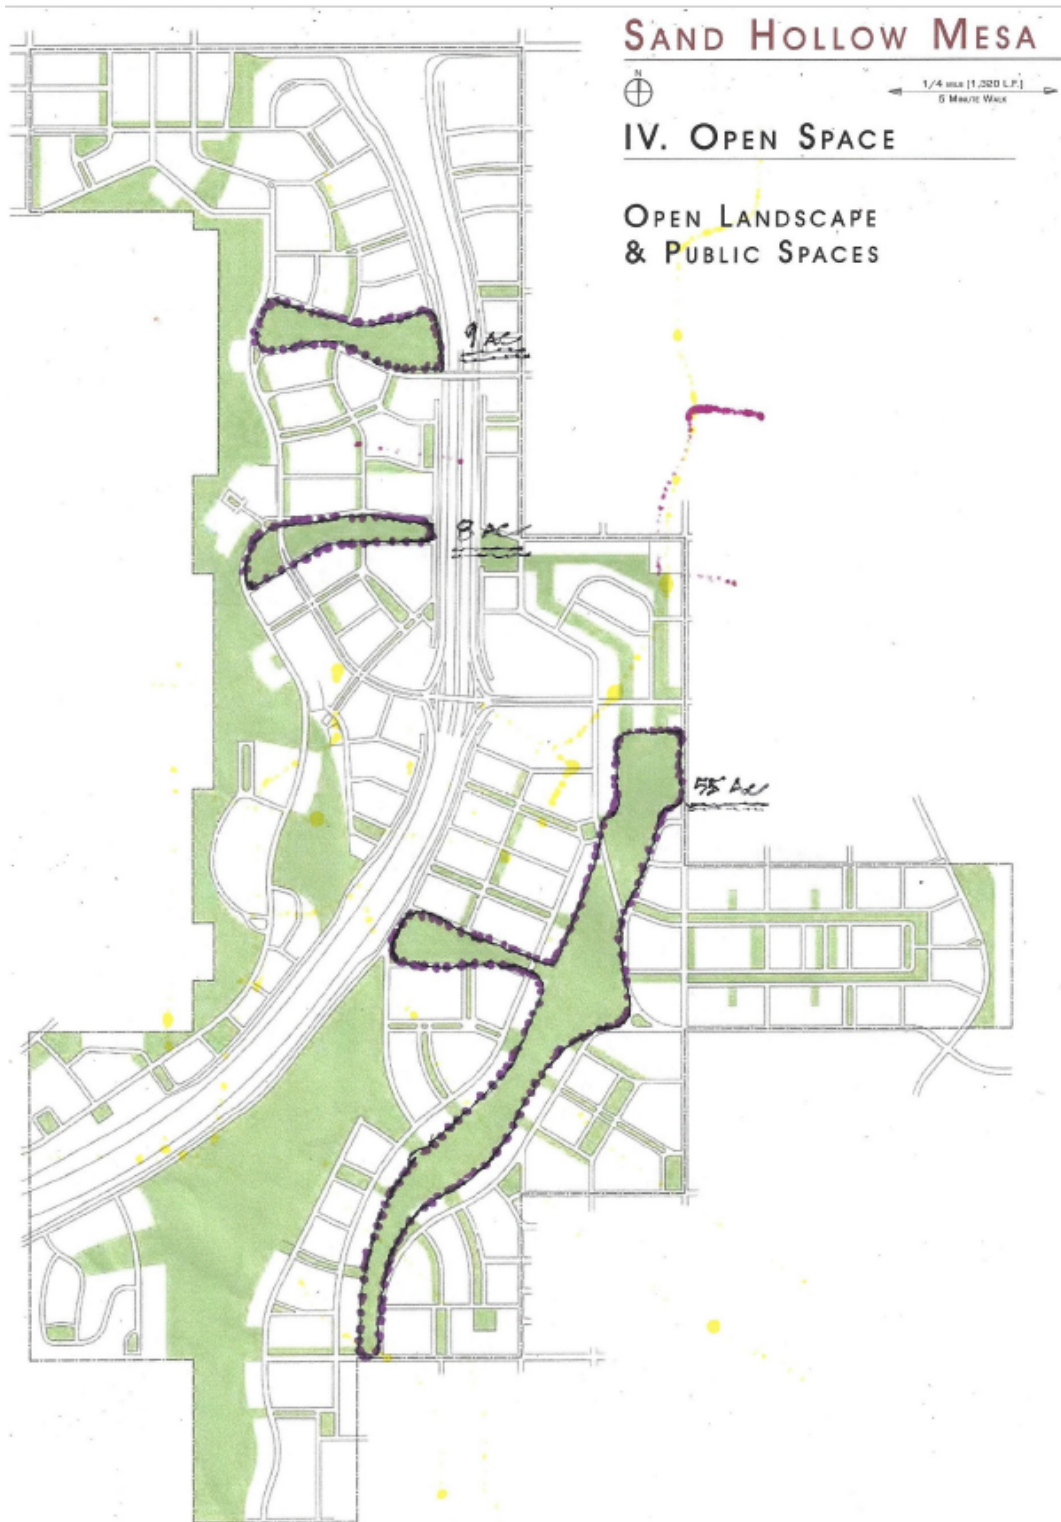 SAND HOLLOW MESA
N
1/4 MILE (1,320 L.F.)
5 MINUTE WALK
IV. OPEN SPACE
OPEN LANDSCAPE
& PUBLIC SPACES
9 AC
8 AC
55 AC